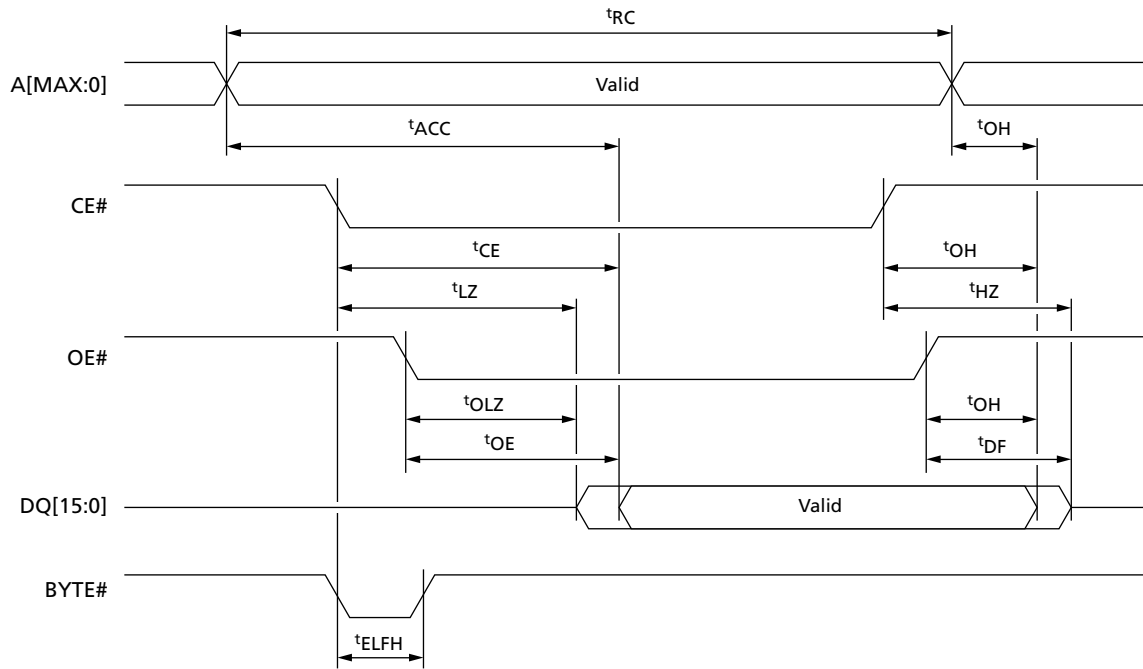 tRC
A[MAX:0]
Valid
tACC
tOH
CE#
tCE
tOH
tLZ
tHZ
OE#
tOLZ
tOH
tOE
tDF
DQ[15:0]
Valid
BYTE#
tELFH